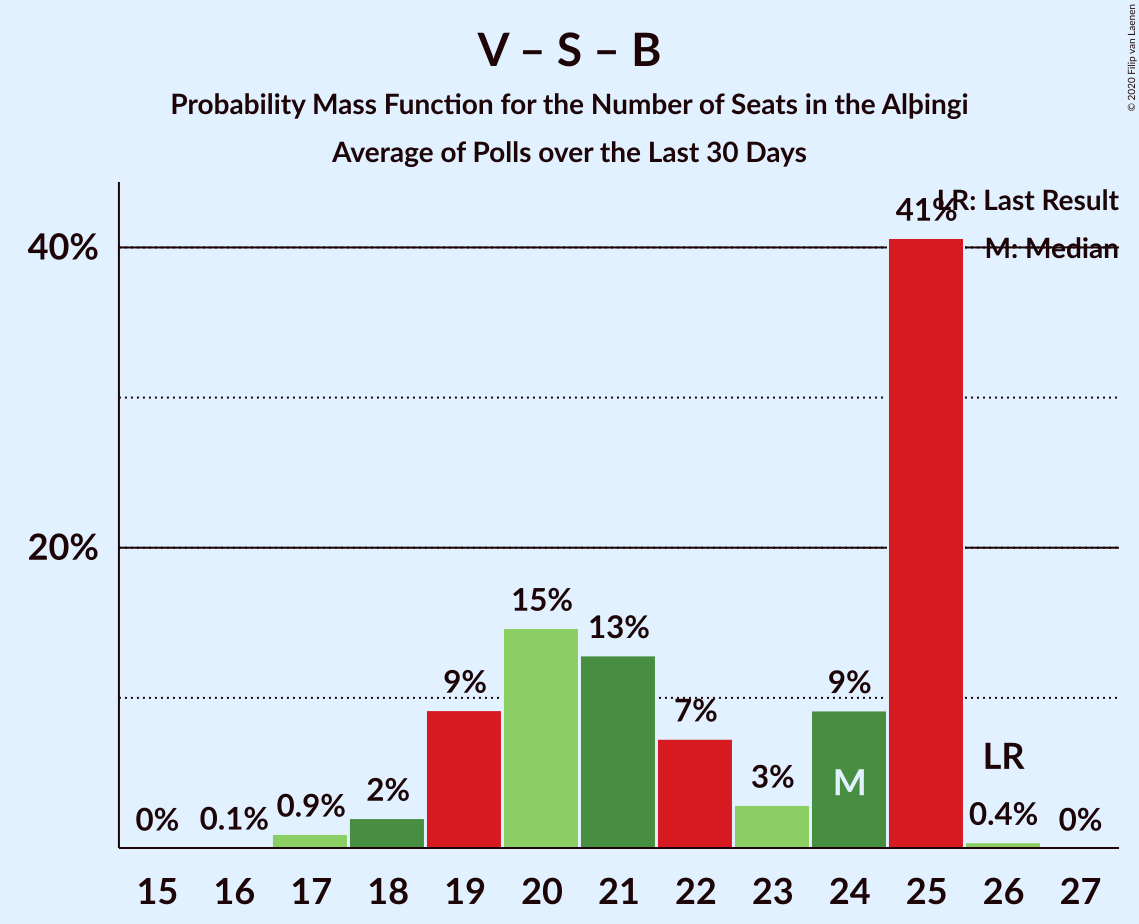 V – S – B
Probability Mass Function for the Number of Seats in the Alþingi
Average of Polls over the Last 30 Days
© 2020 Filip van Laenen
LR: Last Result
M: Median
40%
20%
0%
0.1%
0.9%
2%
9%
15%
13%
7%
3%
9%
41%
0.4%
0%
M
LR
15 16 17 18 19 20 21 22 23 24 25 26 27